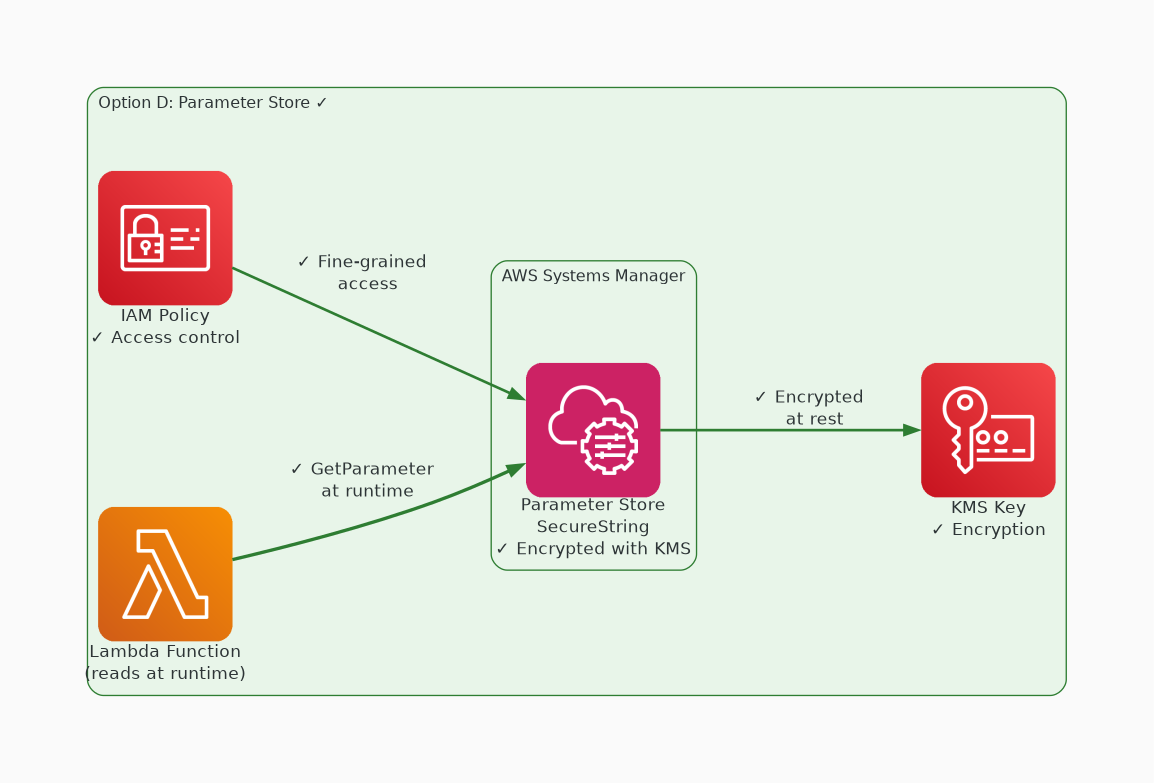 Option D: Parameter Store ✓
IAM Policy
✓ Access control
✓ Fine-grained
access
AWS Systems Manager
✓ GetParameter
at runtime
Lambda Function
(reads at runtime)
Parameter Store
SecureString
✓ Encrypted with KMS
✓ Encrypted
at rest
KMS Key
✓ Encryption